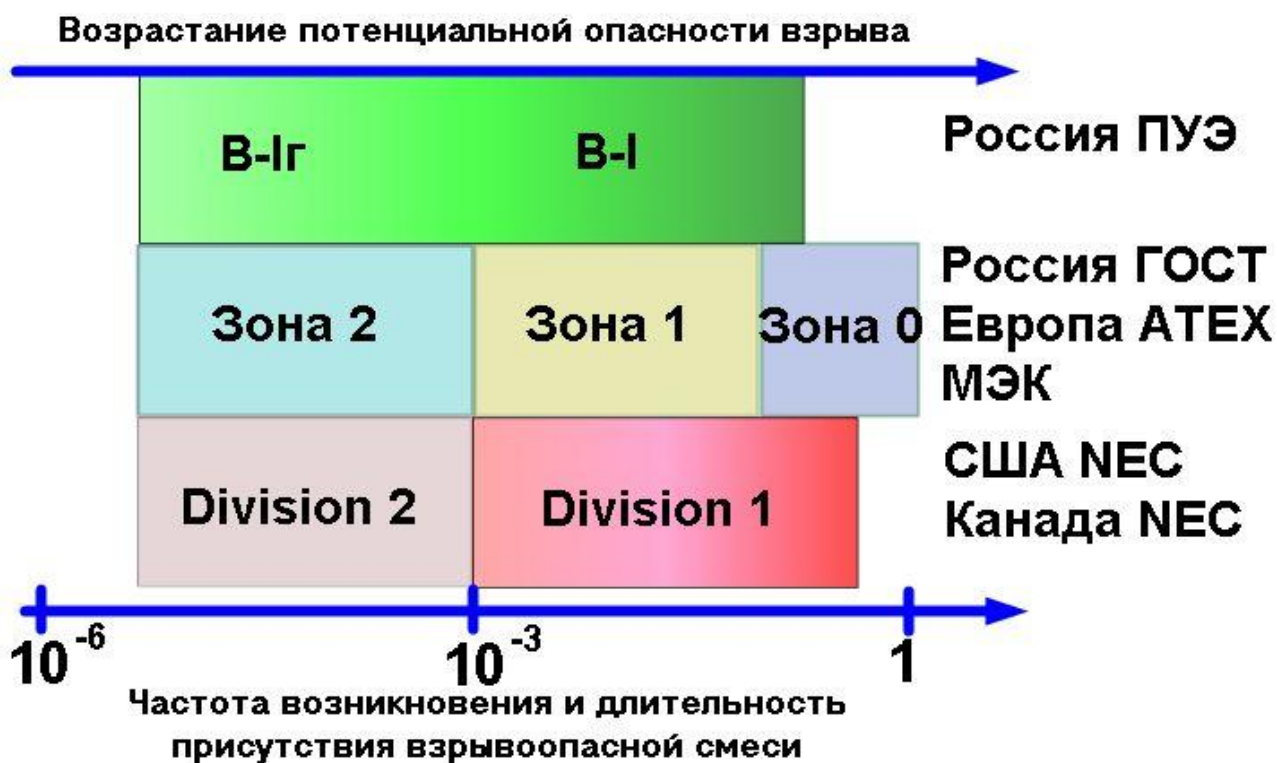 Возрастание потенциальной опасности взрыва
В-Iг В-I
Россия ПУЭ
Зона 2 Зона 1 Зона 0
Россия ГОСТ
Европа ATEX
МЭК
Division 2 Division 1
США NEC
Канада NEC
10⁻⁶ 10⁻³ 1
Частота возникновения и длительность
присутствия взрывоопасной смеси